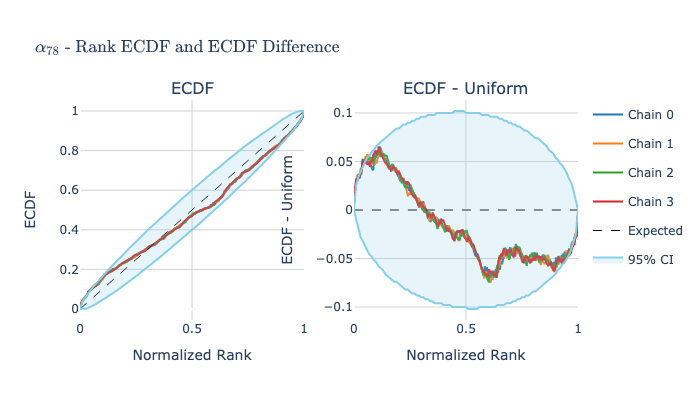 α78 - Rank ECDF and ECDF Difference
ECDF
ECDF - Uniform
1
0.8
0.6
0.4
0.2
0
0
0.5
1
Normalized Rank
ECDF
0.1
0.05
0
−0.05
−0.1
0
0.5
1
Normalized Rank
ECDF - Uniform
Chain 0
Chain 1
Chain 2
Chain 3
Expected
95% CI